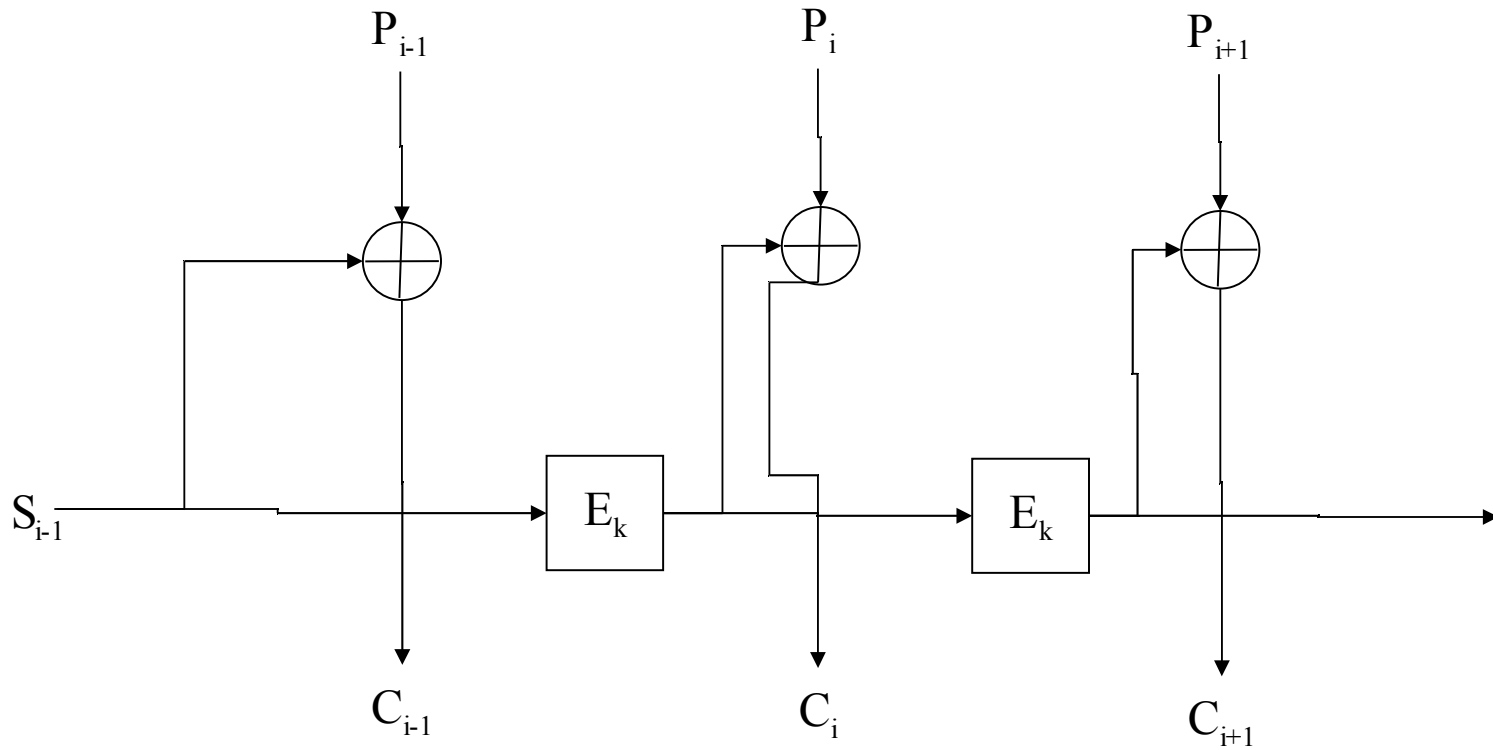 P_{i-1} P_i P_{i+1}
S_{i-1} E_k E_k
C_{i-1} C_i C_{i+1}